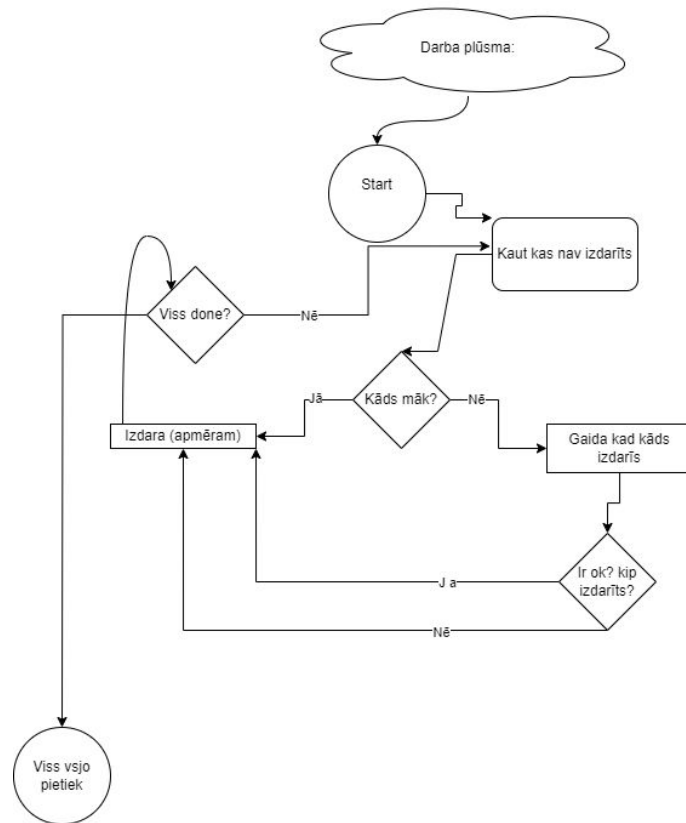 Darba plūsma:
Start
Kaut kas nav izdarīts
Viss done?
Nē
Kāds māk?
Jā
Nē
Izdara (apmēram)
Gaida kad kāds
izdarīs
Ir ok? kip
izdarīts?
J a
Nē
Viss vsjo
pietiek